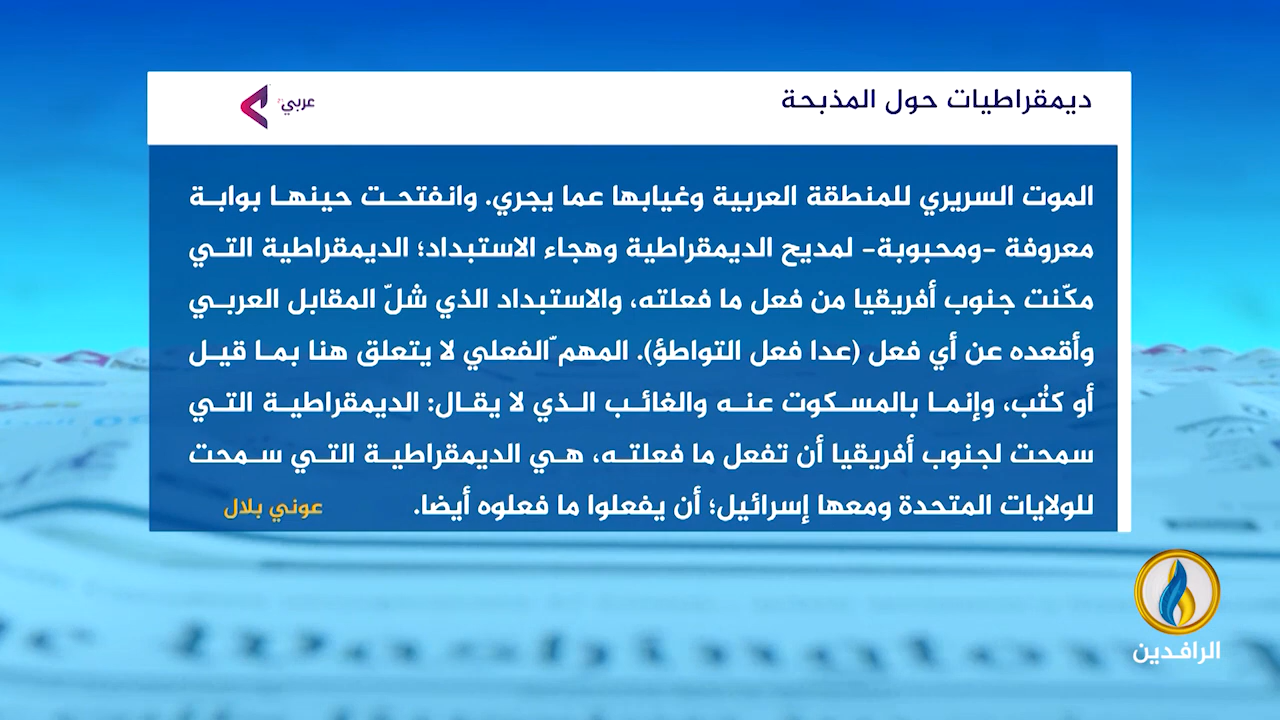 ديمقراطيات حول المذبحة
عربي21
الموت السريري للمنطقة العربية وغيابها عما يجري. وانفتحت حينها بوابة
معروفة -ومحبوبة- لمديح الديمقراطية وهجاء الاستبداد؛ الديمقراطية التي
مكّنت جنوب أفريقيا من فعل ما فعلته، والاستبداد الذي شلّ المقابل العربي
وأقعده عن أي فعل (عدا فعل التواطؤ). المهم ّالفعلي لا يتعلق هنا بما قيل
أو كتُب، وإنما بالمسكوت عنه والغائب الذي لا يقال: الديمقراطية التي
سمحت لجنوب أفريقيا أن تفعل ما فعلته، هي الديمقراطية التي سمحت
للولايات المتحدة ومعها إسرائيل؛ أن يفعلوا ما فعلوه أيضا.
عوني بلال
الرافدين